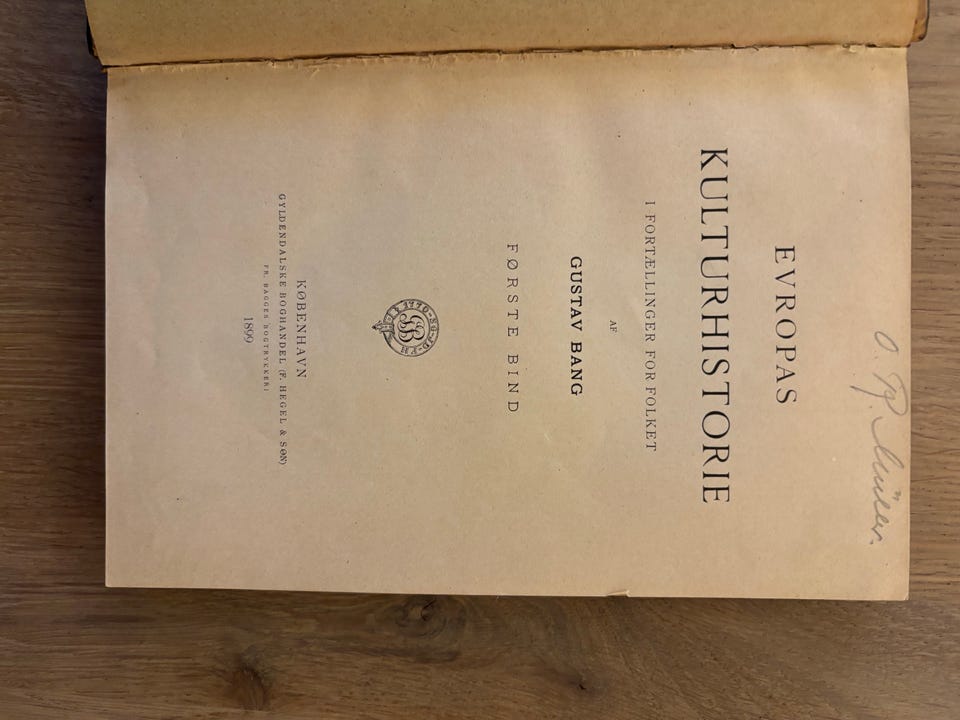 Müller.
EVROPAS
KULTURHISTORIE
I FORTÆLLINGER FOR FOLKET
AF
GUSTAV BANG
FØRSTE BIND
KØBENHAVN
GYLDENDALSKE BOGHANDEL (F. HEGEL & SØN)
FR. BAGGES BOGTRYKKERI
1899